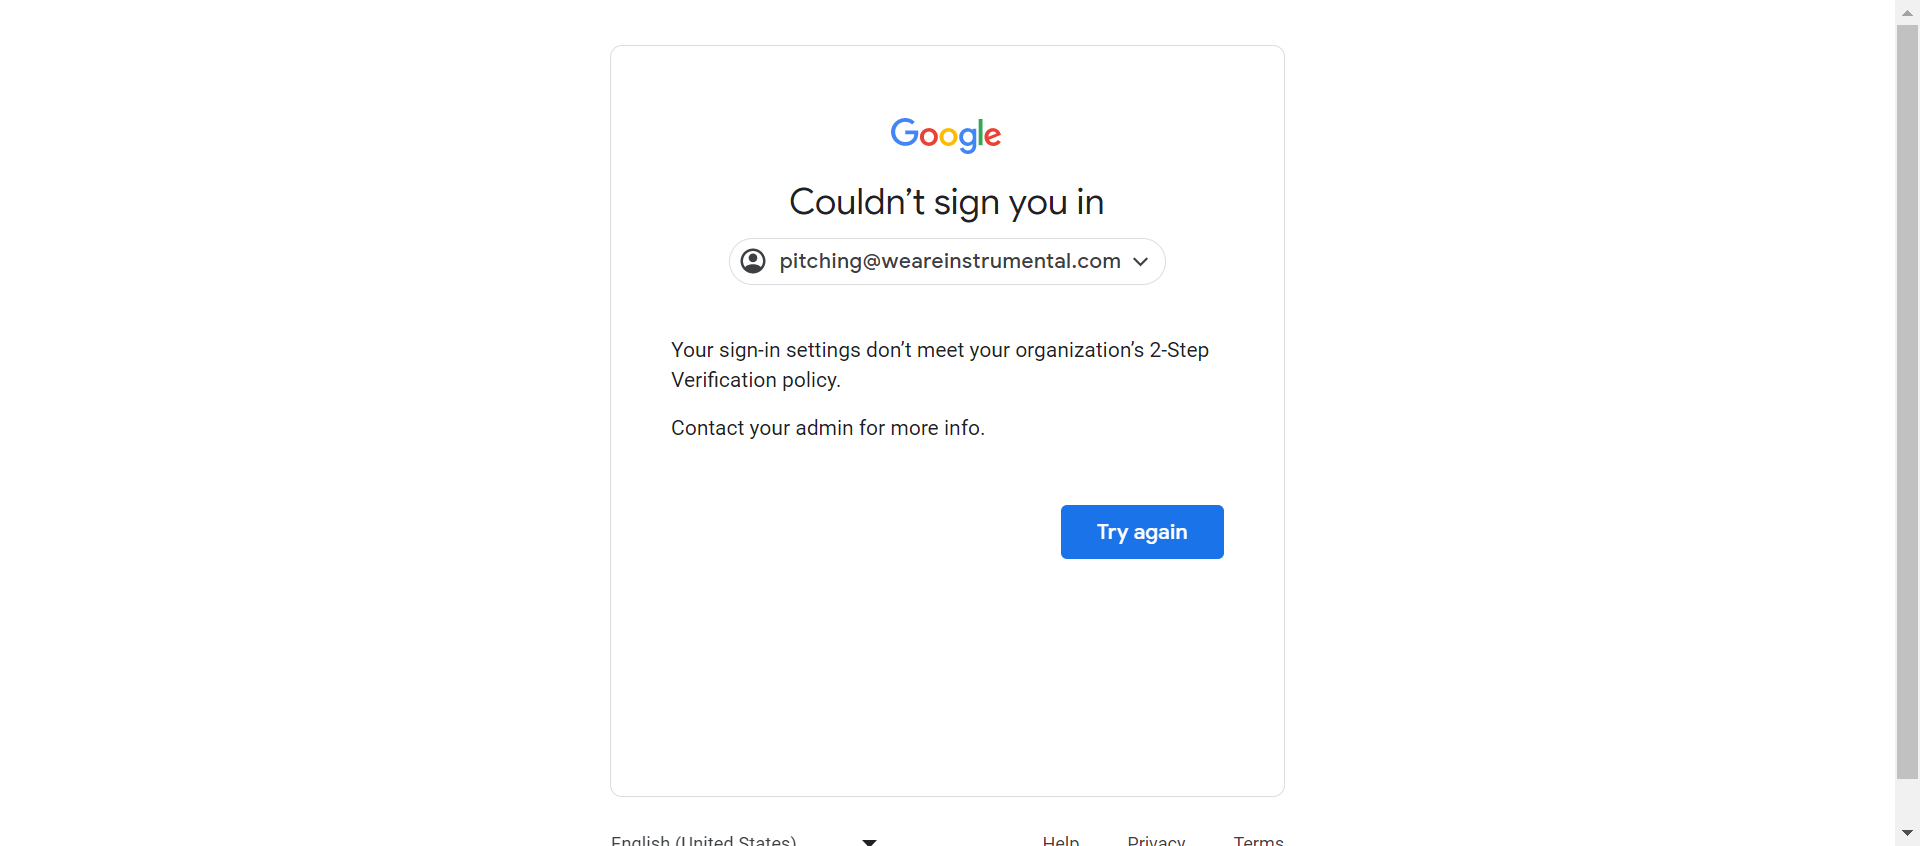 Google
Couldn’t sign you in
pitching@weareinstrumental.com
Your sign-in settings don’t meet your organization’s 2-Step
Verification policy.
Contact your admin for more info.
Try again
English (United States)
Help Privacy Terms